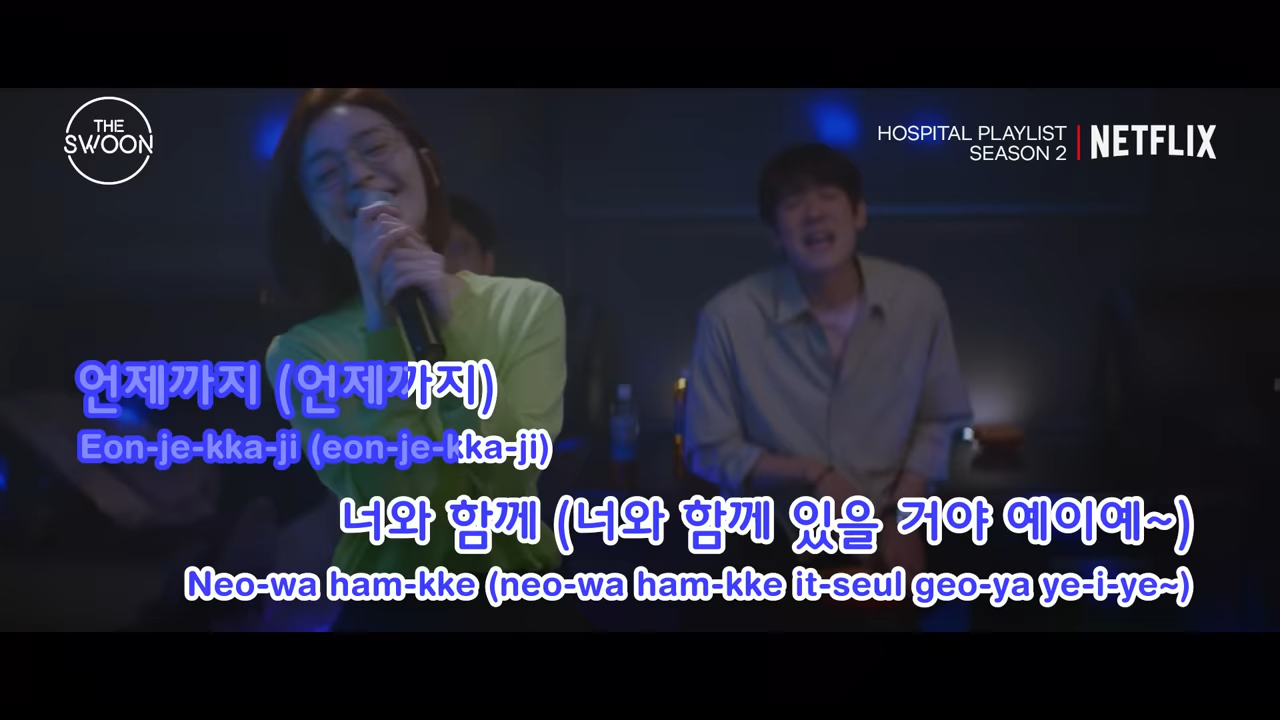 THE
SWOON
HOSPITAL PLAYLIST
SEASON 2
NETFLIX
언제까지 (언제까지)
Eon-je-kka-ji (eon-je-kka-ji)
너와 함께 (너와 함께 있을 거야 예이예~)
Neo-wa ham-kke (neo-wa ham-kke it-seul geo-ya ye-i-ye~)